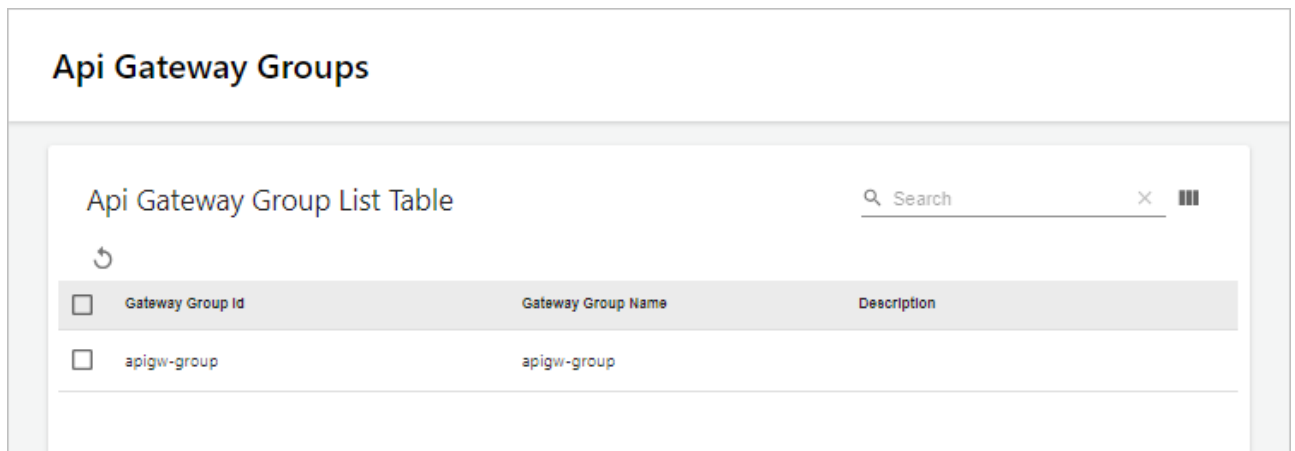 Api Gateway Groups
Api Gateway Group List Table
Search
Gateway Group Id Gateway Group Name Description
apigw-group apigw-group